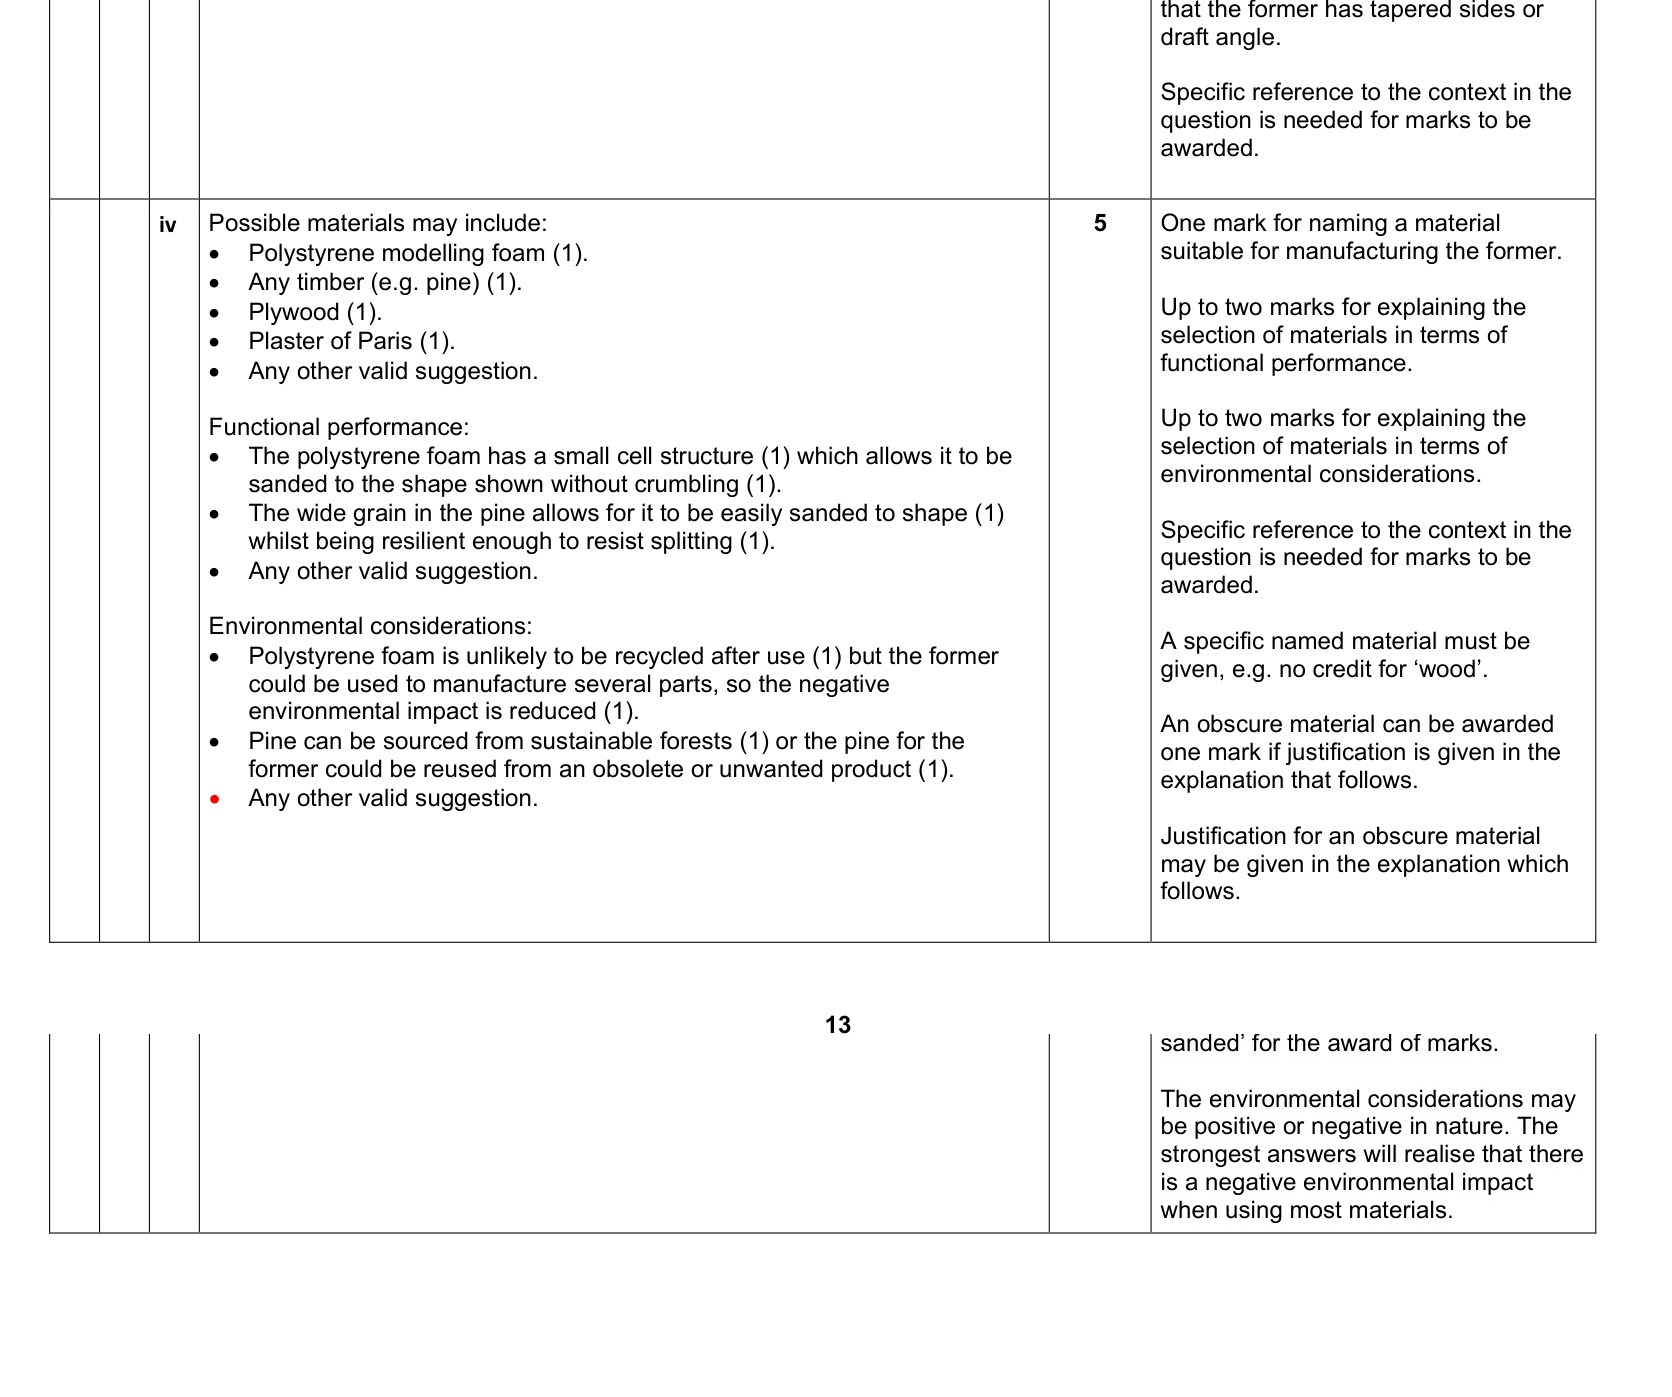 that the former has tapered sides or
draft angle.
Specific reference to the context in the
question is needed for marks to be
awarded.
iv
Possible materials may include:
• Polystyrene modelling foam (1).
• Any timber (e.g. pine) (1).
• Plywood (1).
• Plaster of Paris (1).
• Any other valid suggestion.
Functional performance:
• The polystyrene foam has a small cell structure (1) which allows it to be
sanded to the shape shown without crumbling (1).
• The wide grain in the pine allows for it to be easily sanded to shape (1)
whilst being resilient enough to resist splitting (1).
• Any other valid suggestion.
Environmental considerations:
• Polystyrene foam is unlikely to be recycled after use (1) but the former
could be used to manufacture several parts, so the negative
environmental impact is reduced (1).
• Pine can be sourced from sustainable forests (1) or the pine for the
former could be reused from an obsolete or unwanted product (1).
• Any other valid suggestion.
5
One mark for naming a material
suitable for manufacturing the former.
Up to two marks for explaining the
selection of materials in terms of
functional performance.
Up to two marks for explaining the
selection of materials in terms of
environmental considerations.
Specific reference to the context in the
question is needed for marks to be
awarded.
A specific named material must be
given, e.g. no credit for ‘wood’.
An obscure material can be awarded
one mark if justification is given in the
explanation that follows.
Justification for an obscure material
may be given in the explanation which
follows.
13
sanded’ for the award of marks.
The environmental considerations may
be positive or negative in nature. The
strongest answers will realise that there
is a negative environmental impact
when using most materials.